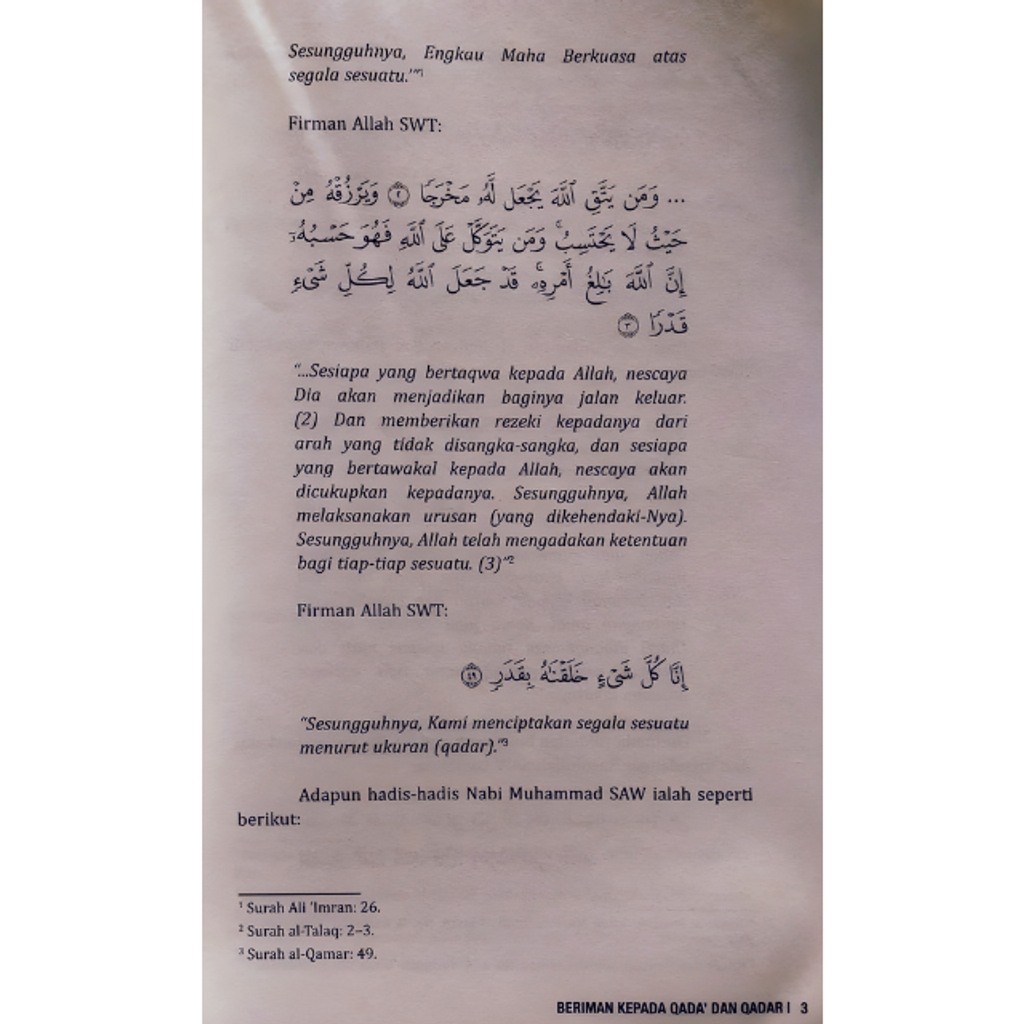 Sesungguhnya, Engkau Maha Berkuasa atas
segala sesuatu.'"¹
Firman Allah SWT:
... وَمَن يَتَّقِ ٱللَّهَ يَجْعَل لَّهُۥ مَخْرَجًا ﴿٢﴾ وَيَرْزُقْهُ مِنْ
حَيْثُ لَا يَحْتَسِبُ ۚ وَمَن يَتَوَكَّلْ عَلَى ٱللَّهِ فَهُوَ حَسْبُهُۥٓ ۚ
إِنَّ ٱللَّهَ بَٰلِغُ أَمْرِهِۦ ۚ قَدْ جَعَلَ ٱللَّهُ لِكُلِّ شَىْءٍ
قَدْرًا ﴿٣﴾
"...Sesiapa yang bertaqwa kepada Allah, nescaya
Dia akan menjadikan baginya jalan keluar.
(2) Dan memberikan rezeki kepadanya dari
arah yang tidak disangka-sangka, dan sesiapa
yang bertawakal kepada Allah, nescaya akan
dicukupkan kepadanya. Sesungguhnya, Allah
melaksanakan urusan (yang dikehendaki-Nya).
Sesungguhnya, Allah telah mengadakan ketentuan
bagi tiap-tiap sesuatu. (3)"²
Firman Allah SWT:
إِنَّا كُلَّ شَىْءٍ خَلَقْنَٰهُ بِقَدَرٍ ﴿٤٩﴾
"Sesungguhnya, Kami menciptakan segala sesuatu
menurut ukuran (qadar)."³
Adapun hadis-hadis Nabi Muhammad SAW ialah seperti
berikut:
¹ Surah Ali 'Imran: 26.
² Surah al-Talaq: 2–3.
³ Surah al-Qamar: 49.
BERIMAN KEPADA QADA' DAN QADAR | 3